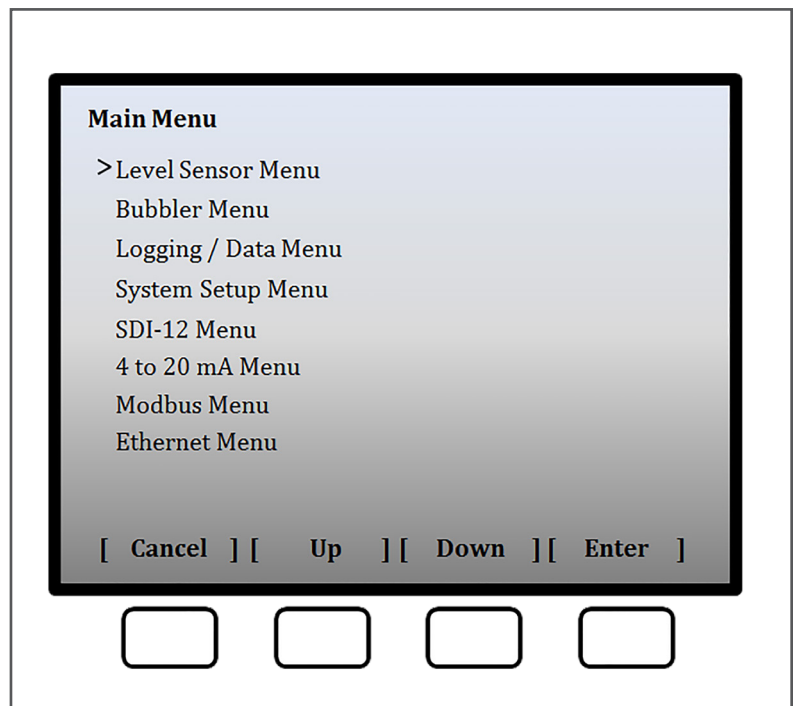 Main Menu
>Level Sensor Menu
Bubbler Menu
Logging / Data Menu
System Setup Menu
SDI-12 Menu
4 to 20 mA Menu
Modbus Menu
Ethernet Menu
[ Cancel ] [ Up ] [ Down ] [ Enter ]